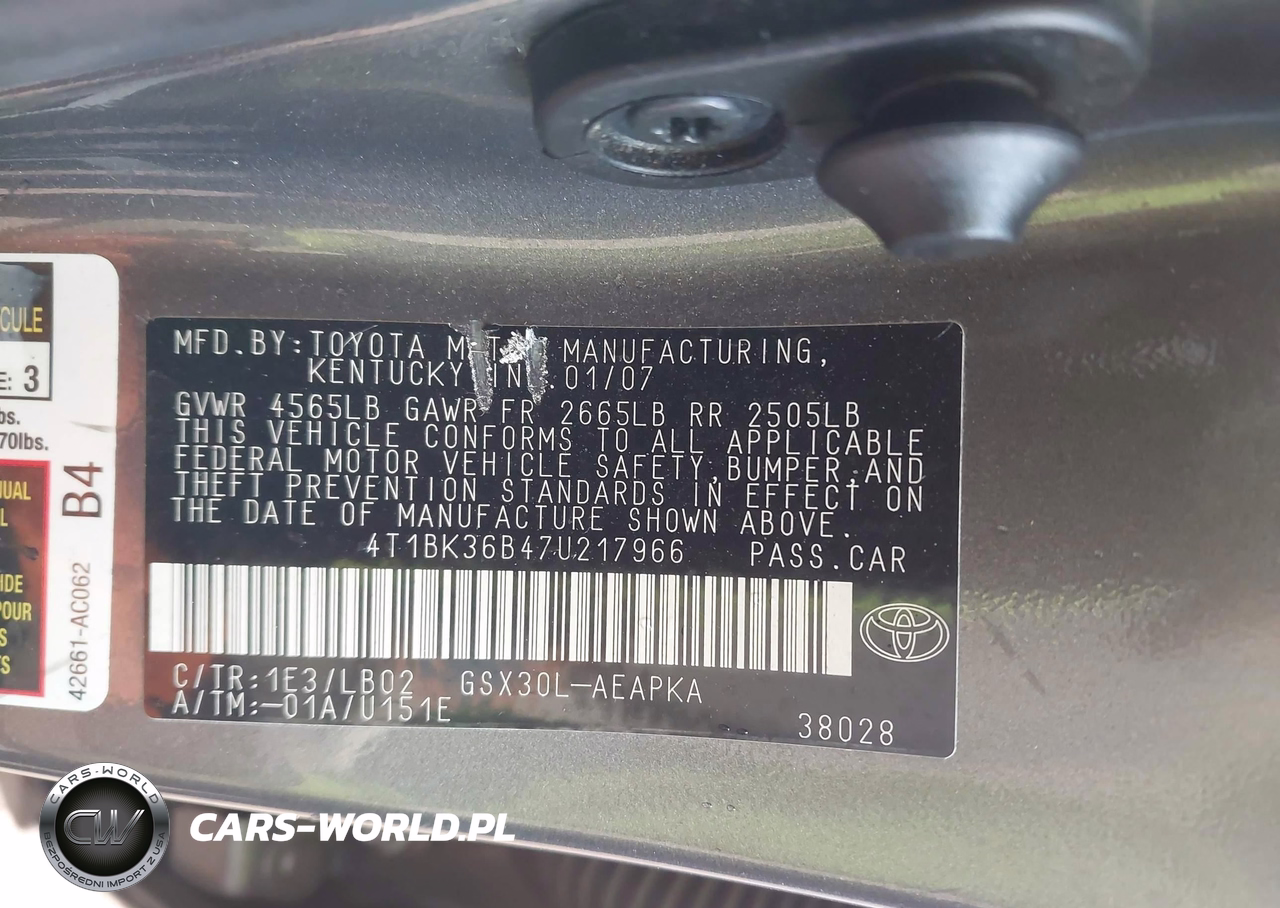 CULE
E: 3
bs.
70lbs.
UAL
L
HDE
POUR
S
TS
B4
42661-AC062
MFD.BY:TOYOTA MANUFACTURING,
KENTUCKY IN 01/07
GVWR 4565LB GAWR FR 2665LB RR 2505LB
THIS VEHICLE CONFORMS TO ALL APPLICABLE
FEDERAL MOTOR VEHICLE SAFETY,BUMPER,AND
THEFT PREVENTION STANDARDS IN EFFECT ON
THE DATE OF MANUFACTURE SHOWN ABOVE.
4T1BK36B47U217966 PASS.CAR
C/TR:1E3/LB02 GSX30L-AEAPKA
A/TM:-01A/U151E
38028
CARS-WORLD
CW
BEZPOŚREDNI IMPORT Z USA
CARS-WORLD.PL